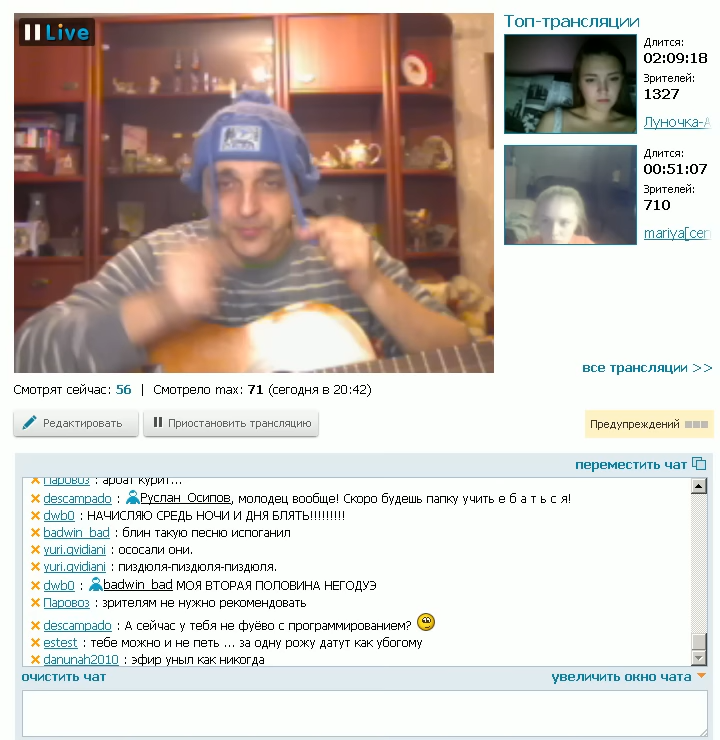 Live
Топ-трансляции
Длится:
02:09:18
Зрителей:
1327
Луночка-А
Длится:
00:51:07
Зрителей:
710
mariya[сег
все трансляции >>
Смотрят сейчас: 56 | Смотрело max: 71 (сегодня в 20:42)
Редактировать
Приостановить трансляцию
Предупреждений
переместить чат
Паровоз : арбат курит...
descampado : Руслан_Осипов, молодец вообще! Скоро будешь папку учить е б а т ь с я!
dwb0 : НАЧИСЛЯЮ СРЕДЬ НОЧИ И ДНЯ БЛЯТЬ!!!!!!!!!
badwin_bad : блин такую песню испоганил
yuri.gvidiani : ососали они.
yuri.gvidiani : пиздюля-пиздюля-пиздюля.
dwb0 : badwin_bad МОЯ ВТОРАЯ ПОЛОВИНА НЕГОДУЭ
Паровоз : зрителям не нужно рекомендовать
descampado : А сейчас у тебя не фуёво с программированием?
estest : тебе можно и не петь ... за одну рожу датут как убогому
danunah2010 : эфир уныл как никогда
очистить чат
увеличить окно чата